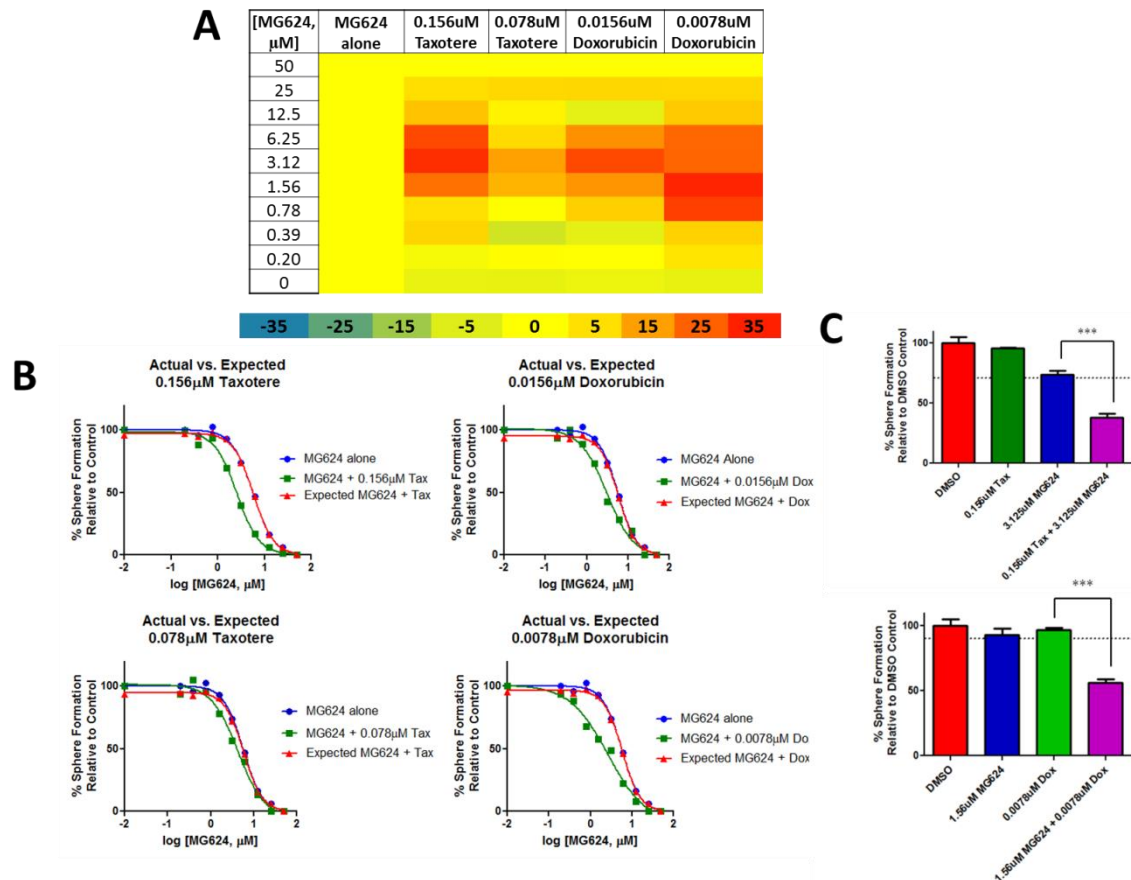 A
[MG624, μM] MG624 alone 0.156uM Taxotere 0.078uM Taxotere 0.0156uM Doxorubicin 0.0078uM Doxorubicin
50
25
12.5
6.25
3.12
1.56
0.78
0.39
0.20
0
-35 -25 -15 -5 0 5 15 25 35
B
Actual vs. Expected
0.156μM Taxotere
% Sphere Formation
Relative to Control
100
50
0
-2 -1 0 1 2
log [MG624, μM]
MG624 alone
MG624 + 0.156μM Tax
Expected MG624 + Tax
Actual vs. Expected
0.0156μM Doxorubicin
% Sphere Formation
Relative to Control
100
50
0
-2 -1 0 1 2
log [MG624, μM]
MG624 Alone
MG624 + 0.0156μM Dox
Expected MG624 + Dox
Actual vs. Expected
0.078μM Taxotere
% Sphere Formation
Relative to Control
100
50
0
-2 -1 0 1 2
log [MG624, μM]
MG624 alone
MG624 + 0.078μM Tax
Expected MG624 + Tax
Actual vs. Expected
0.0078μM Doxorubicin
% Sphere Formation
Relative to Control
100
50
0
-2 -1 0 1 2
log [MG624, μM]
MG624 alone
MG624 + 0.0078μM Do
Expected MG624 + Dox
C
% Sphere Formation
Relative to DMSO Control
100
50
0
***
DMSO
0.156uM Tax
3.125uM MG624
0.156uM Tax + 3.125uM MG624
% Sphere Formation
Relative to DMSO Control
100
50
0
***
DMSO
1.56uM MG624
0.0078uM Dox
1.56uM MG624 + 0.0078uM Dox